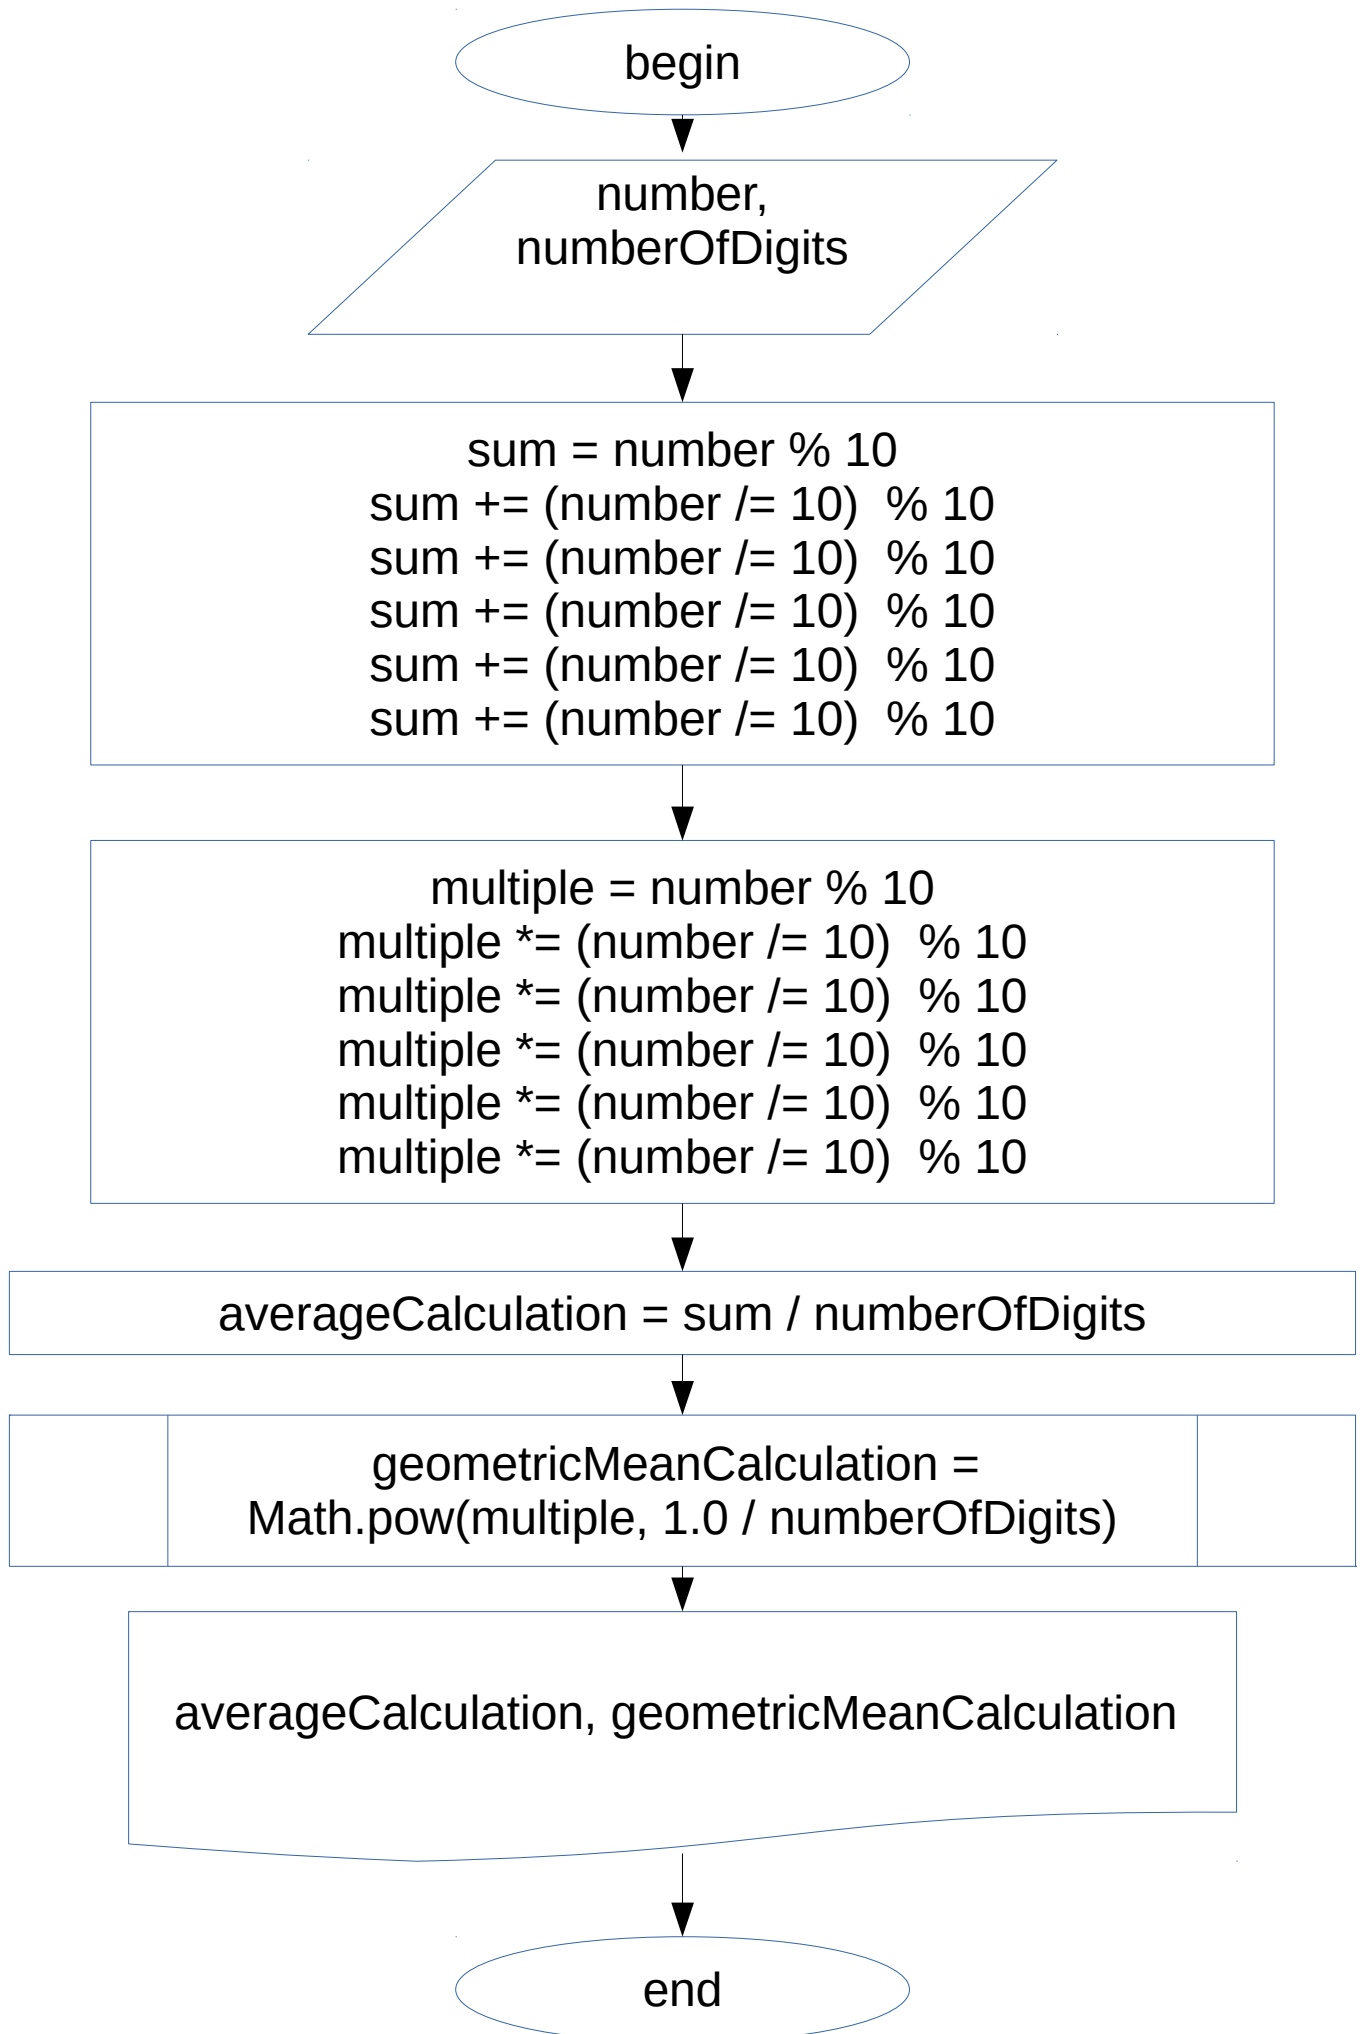 begin
number,
numberOfDigits
sum = number % 10
sum += (number /= 10)  % 10
sum += (number /= 10)  % 10
sum += (number /= 10)  % 10
sum += (number /= 10)  % 10
sum += (number /= 10)  % 10
multiple = number % 10
multiple *= (number /= 10)  % 10
multiple *= (number /= 10)  % 10
multiple *= (number /= 10)  % 10
multiple *= (number /= 10)  % 10
multiple *= (number /= 10)  % 10
averageCalculation = sum / numberOfDigits
geometricMeanCalculation =
Math.pow(multiple, 1.0 / numberOfDigits)
averageCalculation, geometricMeanCalculation
end